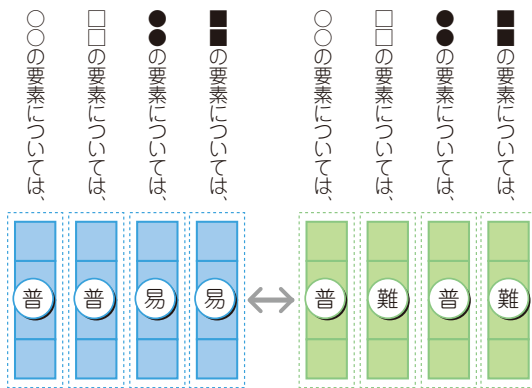 ■■の要素については、
●●の要素については、
□□の要素については、
○○の要素については、
■■の要素については、
●●の要素については、
□□の要素については、
○○の要素については、
難
普
難
普
易
易
普
普